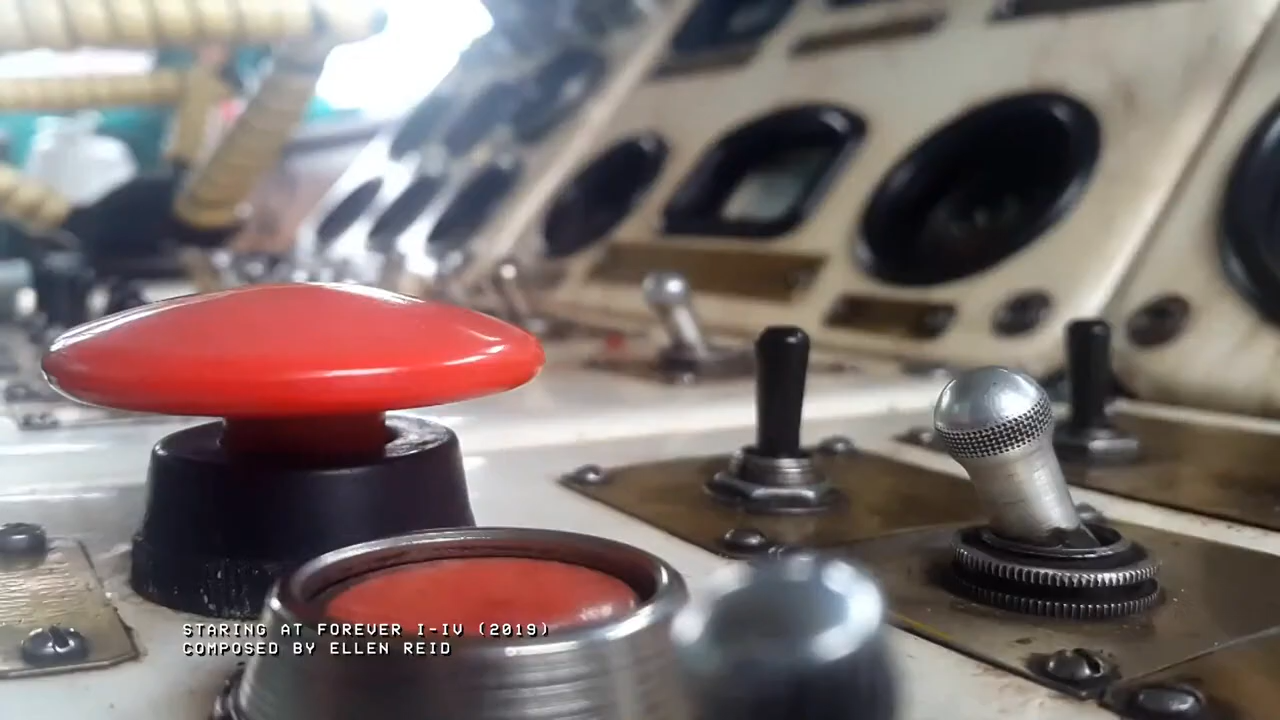 STARING AT FOREVER I-IV (2019)
COMPOSED BY ELLEN REID